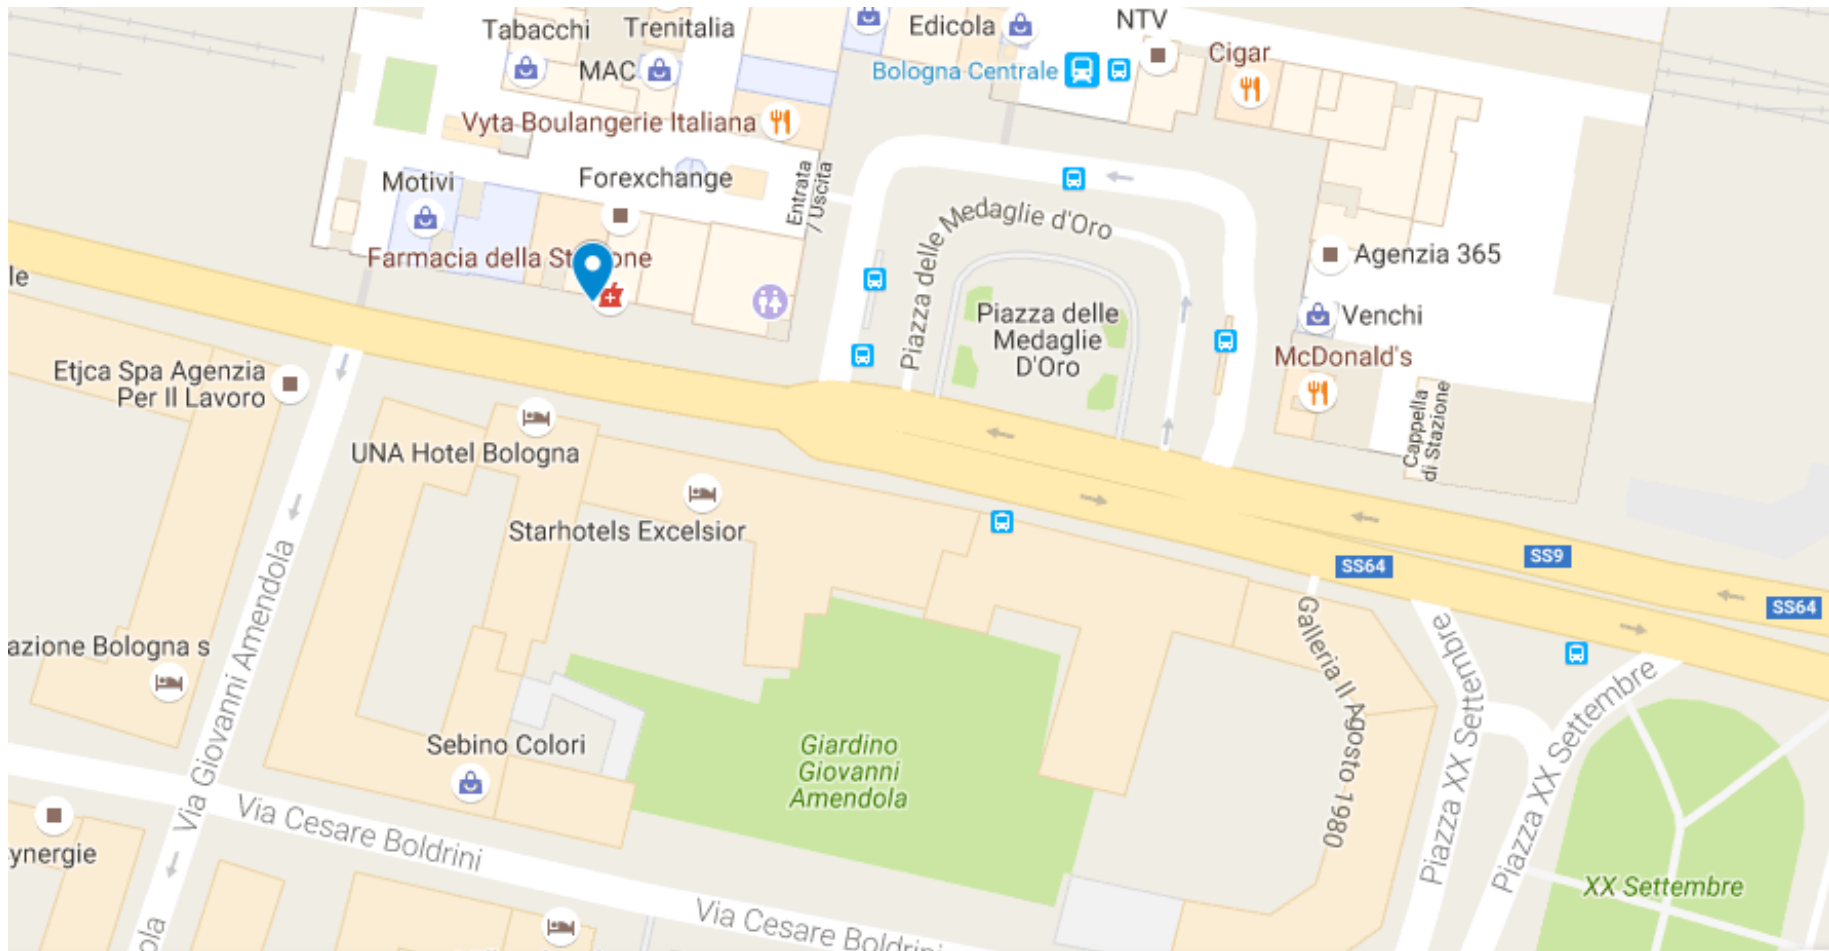 Tabacchi
Trenitalia
Edicola
NTV
MAC
Bologna Centrale
Cigar
Vyta Boulangerie Italiana
Motivi
Forexchange
Entrata
/ Uscita
Piazza delle Medaglie d'Oro
Farmacia della St one
Agenzia 365
le
Piazza delle
Medaglie
D'Oro
Venchi
McDonald's
Etjca Spa Agenzia
Per Il Lavoro
Cappella
di Stazione
UNA Hotel Bologna
Starhotels Excelsior
SS9
SS64
SS64
Galleria II Agosto 1980
Via Giovanni Amendola
azione Bologna s
Piazza XX Settembre
Piazza XX Settembre
Sebino Colori
Giardino
Giovanni
Amendola
Via Cesare Boldrini
ynergie
XX Settembre
Via Cesare Boldrini
ola